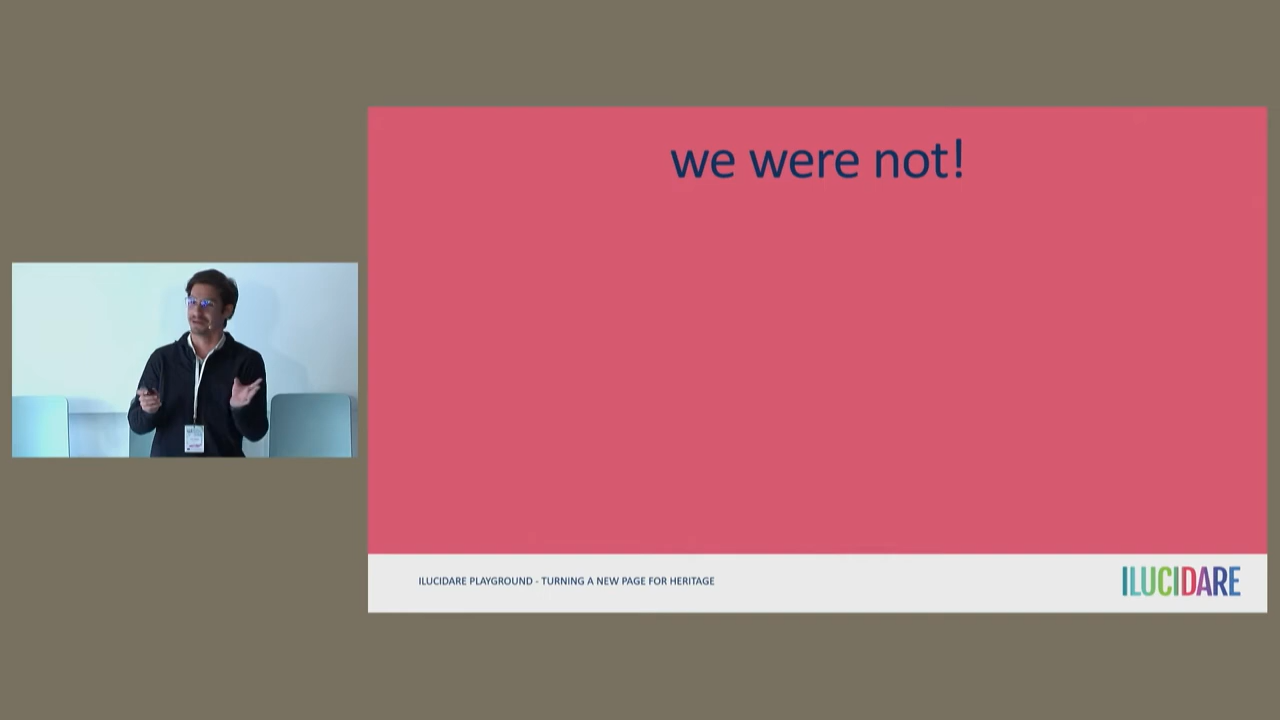 we were not!
ILUCIDARE PLAYGROUND - TURNING A NEW PAGE FOR HERITAGE
ILUCIDARE